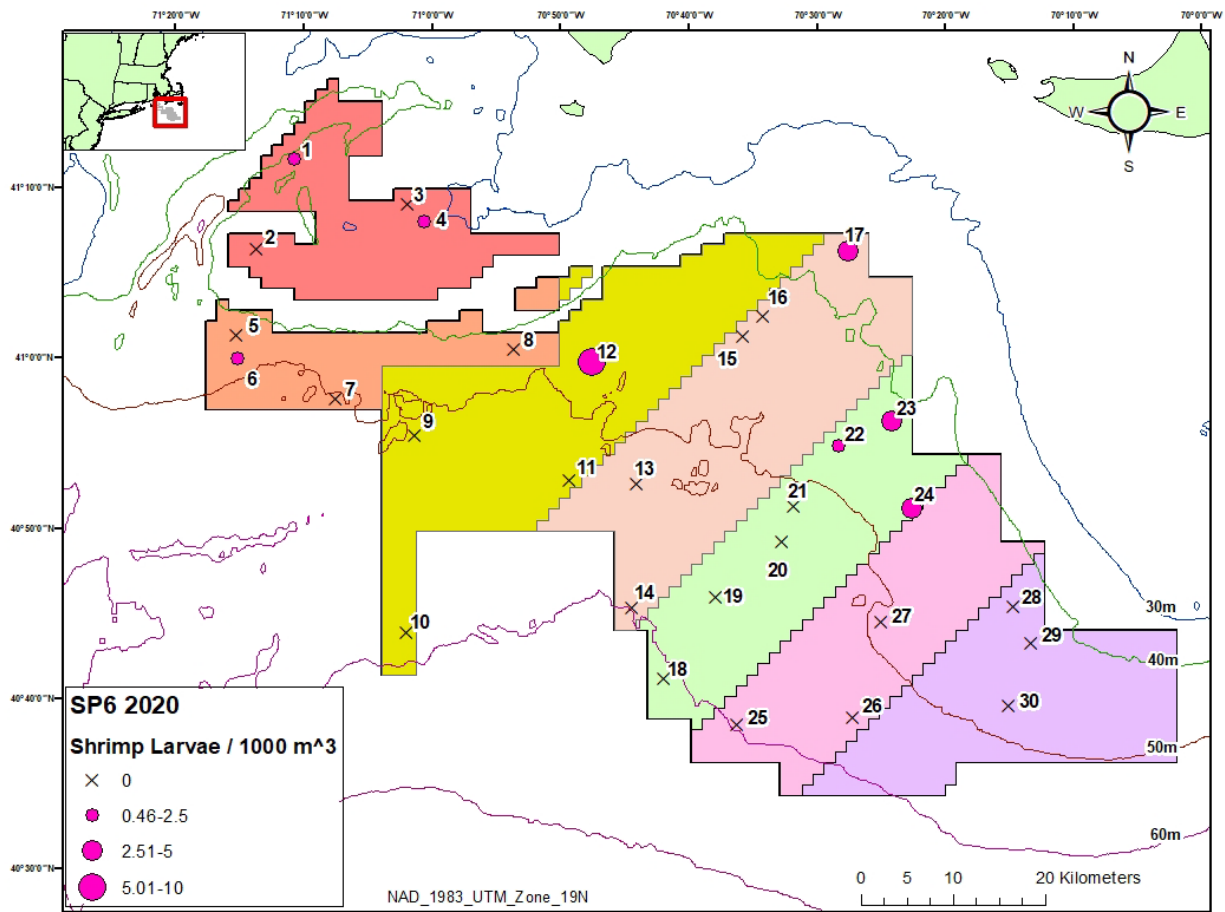 71°20'0"W 71°10'0"W 71°0'0"W 70°50'0"W 70°40'0"W 70°30'0"W 70°20'0"W 70°10'0"W 70°0'0"W
N
W E
S
1
41°10'0"N
3
4
2
17
16
5
15
8
12
41°0'0"N
6
7
23
9
22
11
13
24
21
40°50'0"N
20
14
19
28
30m
27
10
29
18
40m
40°40'0"N
25
26
30
50m
SP6 2020
Shrimp Larvae / 1000 m^3
0
0.46-2.5
2.51-5
5.01-10
60m
40°30'0"N
NAD_1983_UTM_Zone_19N
0 5 10 20 Kilometers